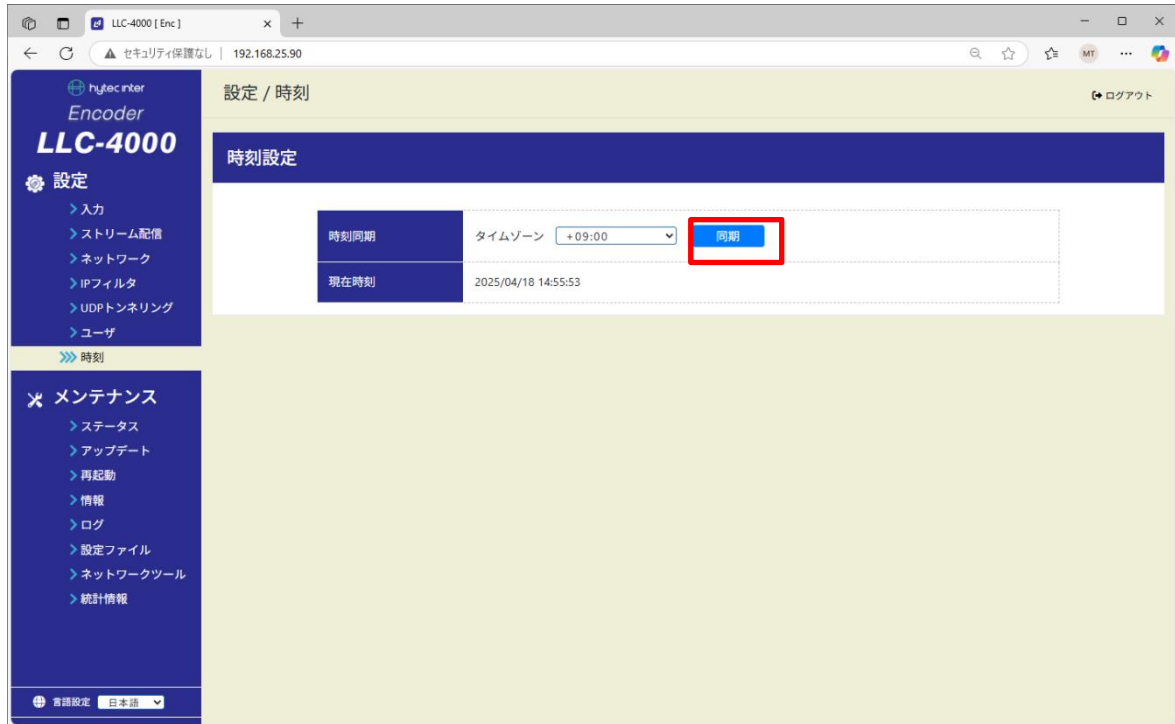 LLC-4000 [ Enc ]
セキュリティ保護なし 192.168.25.90
MT
hytec inter
Encoder
LLC-4000
設定
入力
ストリーム配信
ネットワーク
IPフィルタ
UDPトンネリング
ユーザ
時刻
メンテナンス
ステータス
アップデート
再起動
情報
ログ
設定ファイル
ネットワークツール
統計情報
言語設定 日本語
設定 / 時刻
ログアウト
時刻設定
時刻同期 タイムゾーン +09:00 同期
現在時刻 2025/04/18 14:55:53